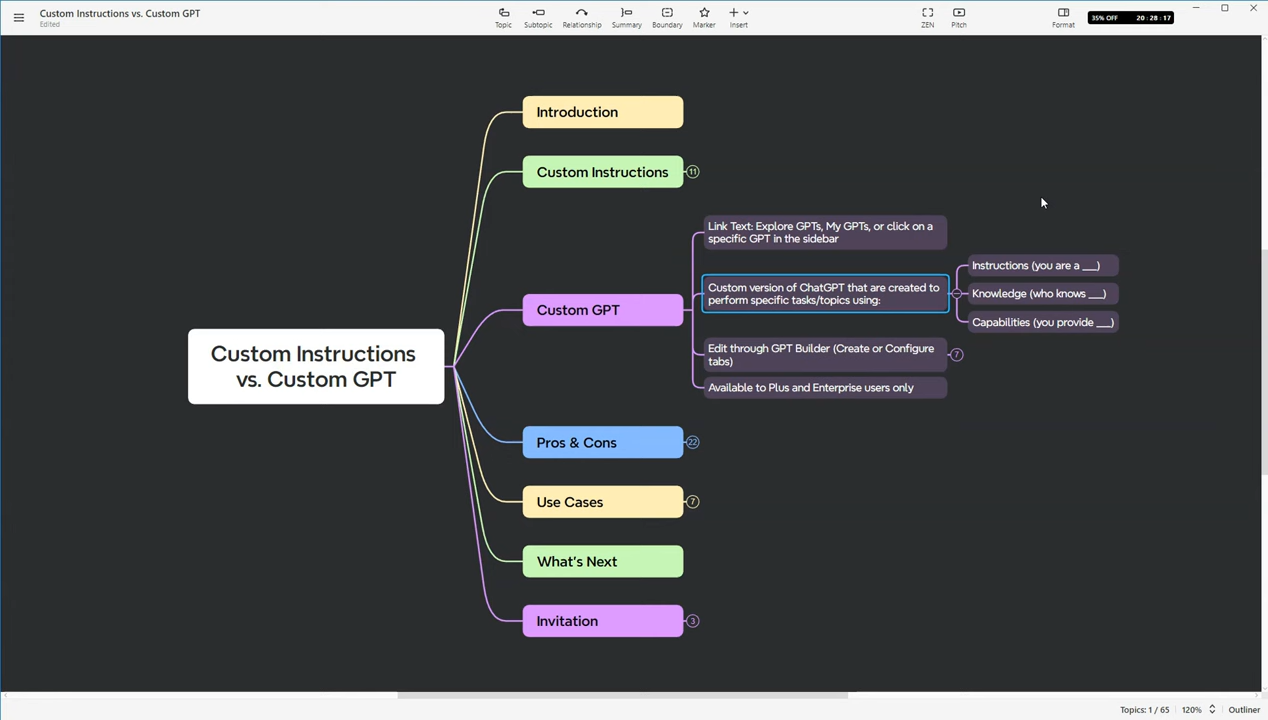 Custom Instructions vs. Custom GPT
Edited
Topic
Subtopic
Relationship
Summary
Boundary
Marker
Insert
ZEN
Pitch
Format
35% OFF 20 : 28 : 17
Introduction
Custom Instructions
11
Link Text: Explore GPTs, My GPTs, or click on a
specific GPT in the sidebar
Custom version of ChatGPT that are created to
perform specific tasks/topics using:
Instructions (you are a ___)
Knowledge (who knows ___)
Capabilities (you provide ___)
Custom GPT
Edit through GPT Builder (Create or Configure
tabs)
7
Available to Plus and Enterprise users only
Custom Instructions
vs. Custom GPT
Pros & Cons
22
Use Cases
7
What's Next
Invitation
3
Topics: 1 / 65
120%
Outliner